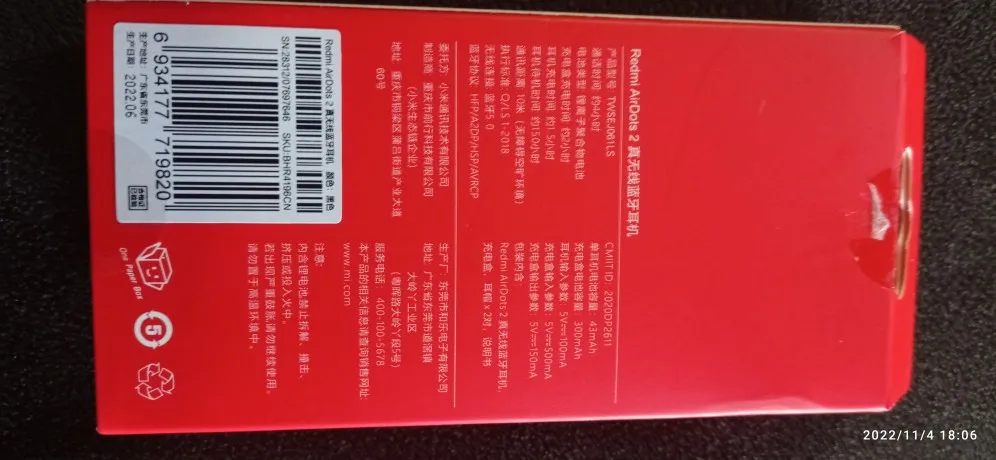 Redmi AirDots 2 真无线蓝牙耳机
产品型号：TWSEJ061LS
通话时间：约4小时
电池类型：锂离子聚合物电池
充电盒充电时间：约2小时
耳机充电时间：约1.5小时
耳机待机时间：约150小时
通讯距离：10米（无障碍空旷环境）
执行标准：Q/LS 1-2018
无线连接：蓝牙5.0
蓝牙协议：HFP/A2DP/HSP/AVRCP
CMIIT ID：2020DP2611
单耳机电池容量：43mAh
充电盒电池容量：300mAh
耳机输入参数：5V⎓100mA
充电盒输入参数：5V⎓500mA
充电盒输出参数：5V⎓150mA
包装内含：
Redmi AirDots 2 真无线蓝牙耳机，
充电盒，耳帽 x 2对，说明书
委托方：小米通讯技术有限公司
制造商：重庆市前行科技有限公司
（小米生态链企业）
地址：重庆市铜梁区蒲吕街道产业大道
60号
生产厂：东莞市和乐电子有限公司
地址：广东省东莞市道滘镇
大岭丫工业区
（粤晖路大岭丫段5号）
服务电话：400-100-5678
本产品的相关信息请查询销售网址：
www.mi.com
注意：
内含锂电池,禁止拆解、撞击、
挤压或投入火中。
若出现严重鼓胀,请勿继续使用。
请勿置于高温环境中。
Redmi AirDots 2 真无线蓝牙耳机 颜色：黑色
SN:28312/07697646 SKU:BHR4196CN
6 934177 719820
生产地址：广东省东莞市
生产日期：2022.06
合格证
已检验
One Paper Box
5
2022/11/4 18:06